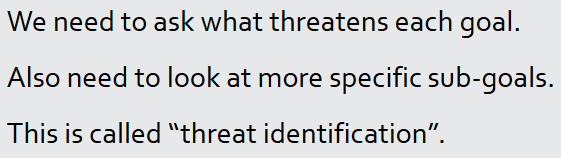 We need to ask what threatens each goal.
Also need to look at more specific sub-goals.
This is called “threat identification”.